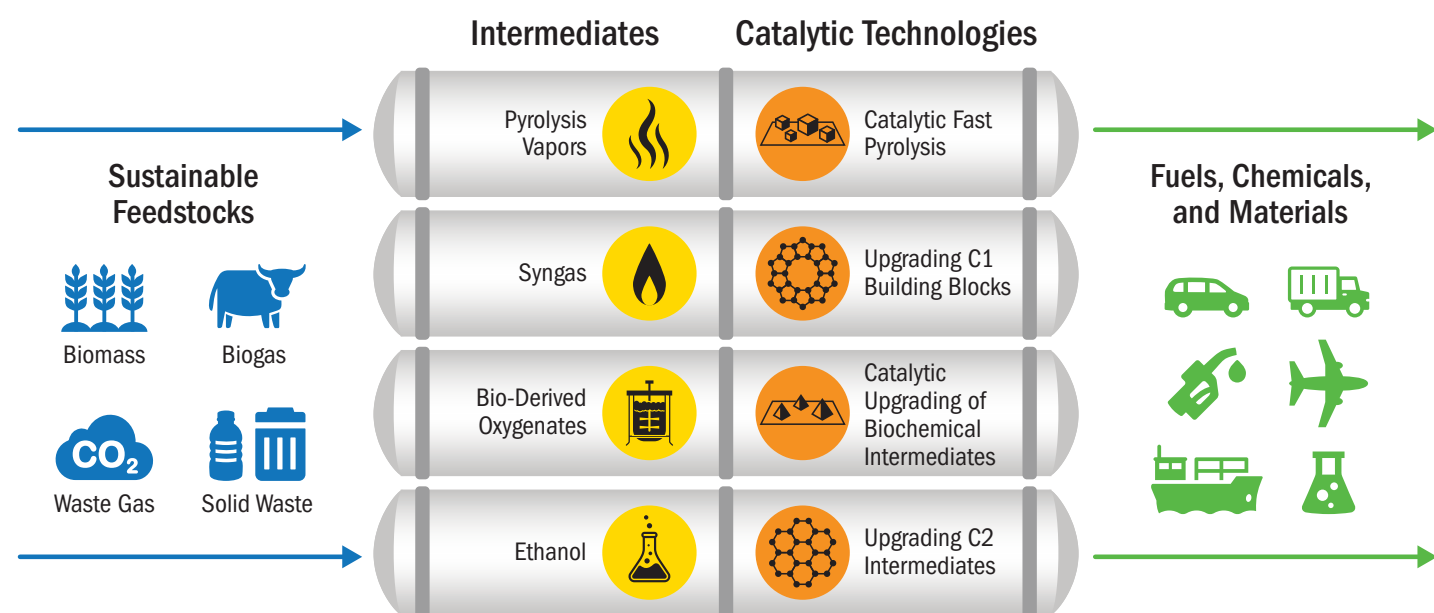 Intermediates
Catalytic Technologies
Sustainable
Feedstocks
Biomass
Biogas
CO₂
Waste Gas
Solid Waste
Pyrolysis
Vapors
Catalytic Fast
Pyrolysis
Syngas
Upgrading C1
Building Blocks
Bio-Derived
Oxygenates
Catalytic
Upgrading of
Biochemical
Intermediates
Ethanol
Upgrading C2
Intermediates
Fuels, Chemicals,
and Materials